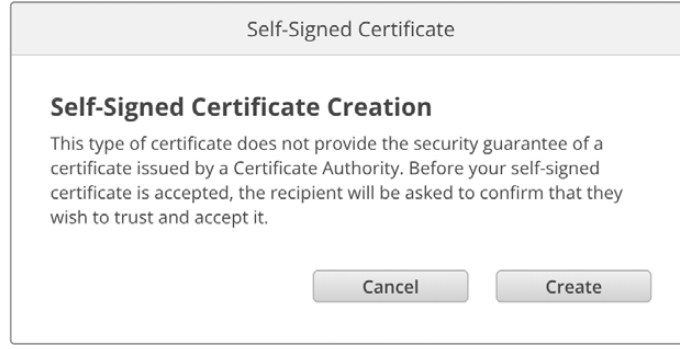 Self-Signed Certificate
Self-Signed Certificate Creation
This type of certificate does not provide the security guarantee of a
certificate issued by a Certificate Authority. Before your self-signed
certificate is accepted, the recipient will be asked to confirm that they
wish to trust and accept it.
Cancel Create